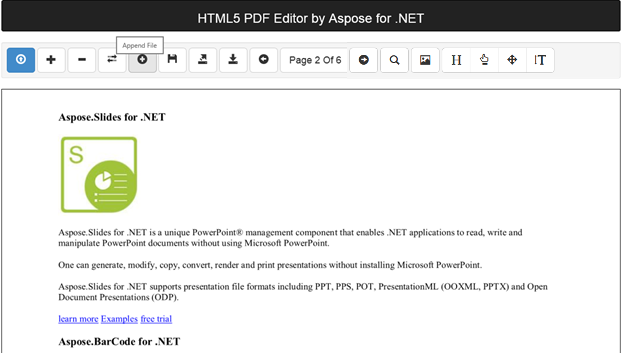 HTML5 PDF Editor by Aspose for .NET
Append File
Page 2 Of 6
H
T
Aspose.Slides for .NET
S
Aspose.Slides for .NET is a unique PowerPoint® management component that enables .NET applications to read, write and
manipulate PowerPoint documents without using Microsoft PowerPoint.
One can generate, modify, copy, convert, render and print presentations without installing Microsoft PowerPoint.
Aspose.Slides for .NET supports presentation file formats including PPT, PPS, POT, PresentationML (OOXML, PPTX) and Open
Document Presentations (ODP).
learn more Examples free trial
Aspose.BarCode for .NET